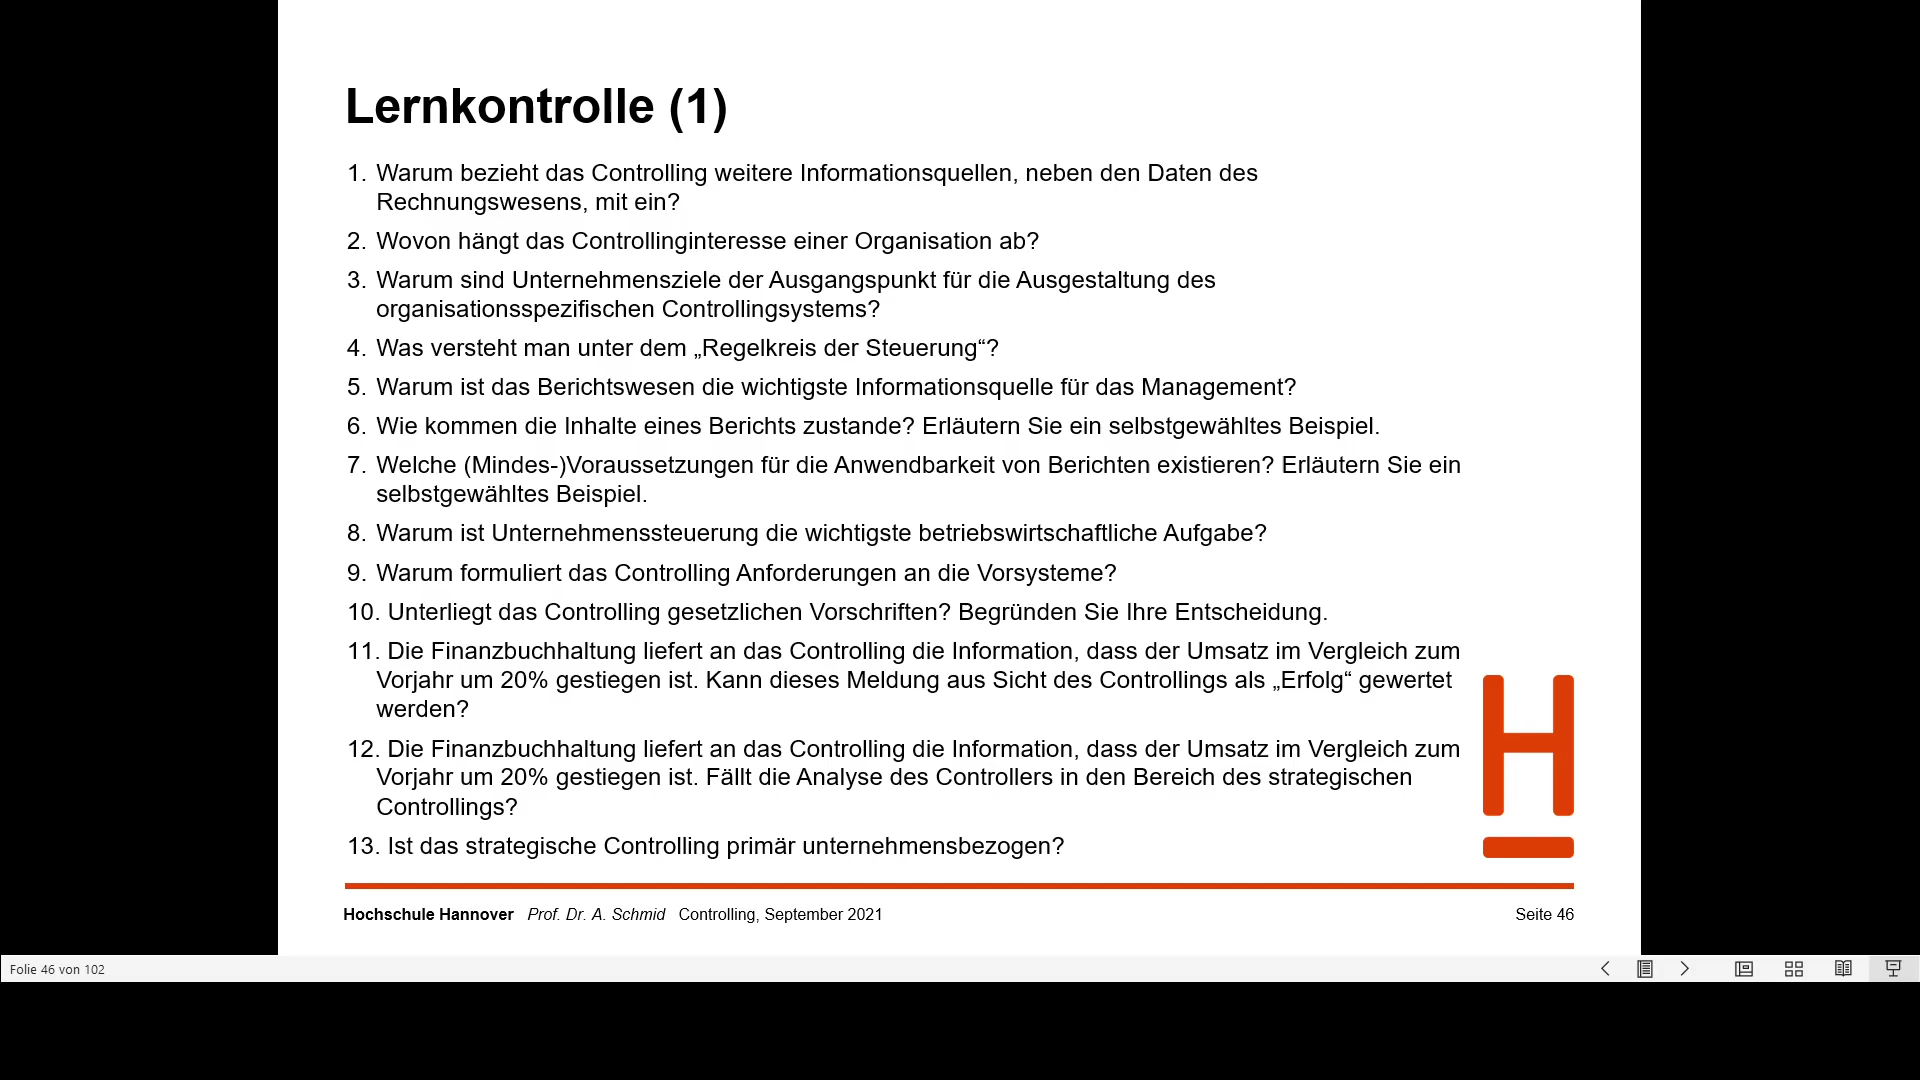 Lernkontrolle (1)
1. Warum bezieht das Controlling weitere Informationsquellen, neben den Daten des
Rechnungswesens, mit ein?
2. Wovon hängt das Controllinginteresse einer Organisation ab?
3. Warum sind Unternehmensziele der Ausgangspunkt für die Ausgestaltung des
organisationsspezifischen Controllingsystems?
4. Was versteht man unter dem „Regelkreis der Steuerung“?
5. Warum ist das Berichtswesen die wichtigste Informationsquelle für das Management?
6. Wie kommen die Inhalte eines Berichts zustande? Erläutern Sie ein selbstgewähltes Beispiel.
7. Welche (Mindes-)Voraussetzungen für die Anwendbarkeit von Berichten existieren? Erläutern Sie ein
selbstgewähltes Beispiel.
8. Warum ist Unternehmenssteuerung die wichtigste betriebswirtschaftliche Aufgabe?
9. Warum formuliert das Controlling Anforderungen an die Vorsysteme?
10. Unterliegt das Controlling gesetzlichen Vorschriften? Begründen Sie Ihre Entscheidung.
11. Die Finanzbuchhaltung liefert an das Controlling die Information, dass der Umsatz im Vergleich zum
Vorjahr um 20% gestiegen ist. Kann dieses Meldung aus Sicht des Controllings als „Erfolg“ gewertet
werden?
12. Die Finanzbuchhaltung liefert an das Controlling die Information, dass der Umsatz im Vergleich zum
Vorjahr um 20% gestiegen ist. Fällt die Analyse des Controllers in den Bereich des strategischen
Controllings?
13. Ist das strategische Controlling primär unternehmensbezogen?
H
Hochschule Hannover Prof. Dr. A. Schmid Controlling, September 2021 Seite 46
Folie 46 von 102